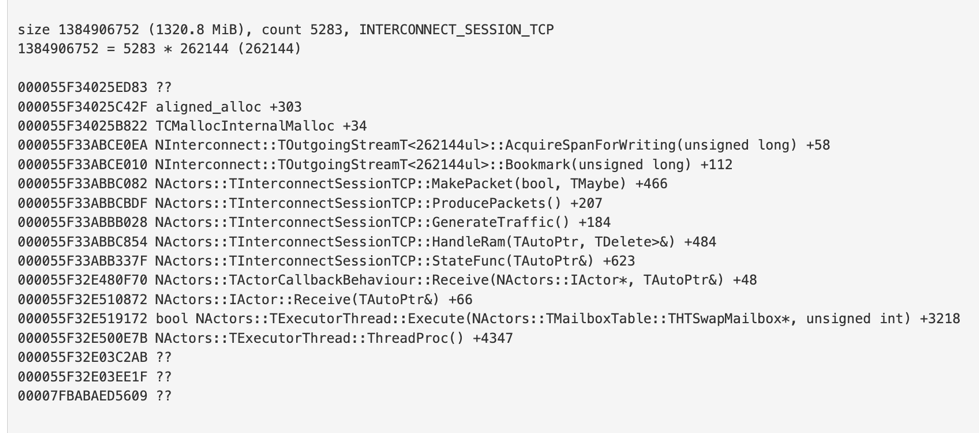 size 1384906752 (1320.8 MiB), count 5283, INTERCONNECT_SESSION_TCP
1384906752 = 5283 * 262144 (262144)
000055F34025ED83 ??
000055F34025C42F aligned_alloc +303
000055F34025B822 TCMallocInternalMalloc +34
000055F33ABCE0EA NInterconnect::TOutgoingStreamT<262144ul>::AcquireSpanForWriting(unsigned long) +58
000055F33ABCE010 NInterconnect::TOutgoingStreamT<262144ul>::Bookmark(unsigned long) +112
000055F33ABBC082 NActors::TInterconnectSessionTCP::MakePacket(bool, TMaybe) +466
000055F33ABBCBDF NActors::TInterconnectSessionTCP::ProducePackets() +207
000055F33ABBB028 NActors::TInterconnectSessionTCP::GenerateTraffic() +184
000055F33ABBC854 NActors::TInterconnectSessionTCP::HandleRam(TAutoPtr, TDelete>&) +484
000055F33ABB337F NActors::TInterconnectSessionTCP::StateFunc(TAutoPtr&) +623
000055F32E480F70 NActors::TActorCallbackBehaviour::Receive(NActors::IActor*, TAutoPtr&) +48
000055F32E510872 NActors::IActor::Receive(TAutoPtr&) +66
000055F32E519172 bool NActors::TExecutorThread::Execute(NActors::TMailboxTable::THTSwapMailbox*, unsigned int) +3218
000055F32E500E7B NActors::TExecutorThread::ThreadProc() +4347
000055F32E03C2AB ??
000055F32E03EE1F ??
00007FBABAED5609 ??